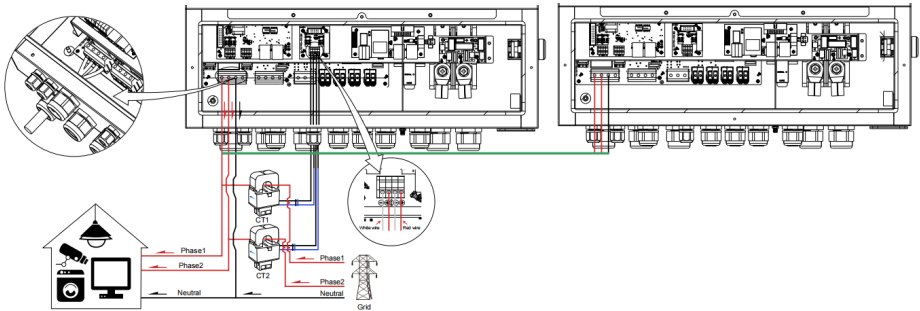 CT1
White wire
Red wire
CT2
Phase1
Phase1
Phase2
Phase2
Neutral
Neutral
Grid